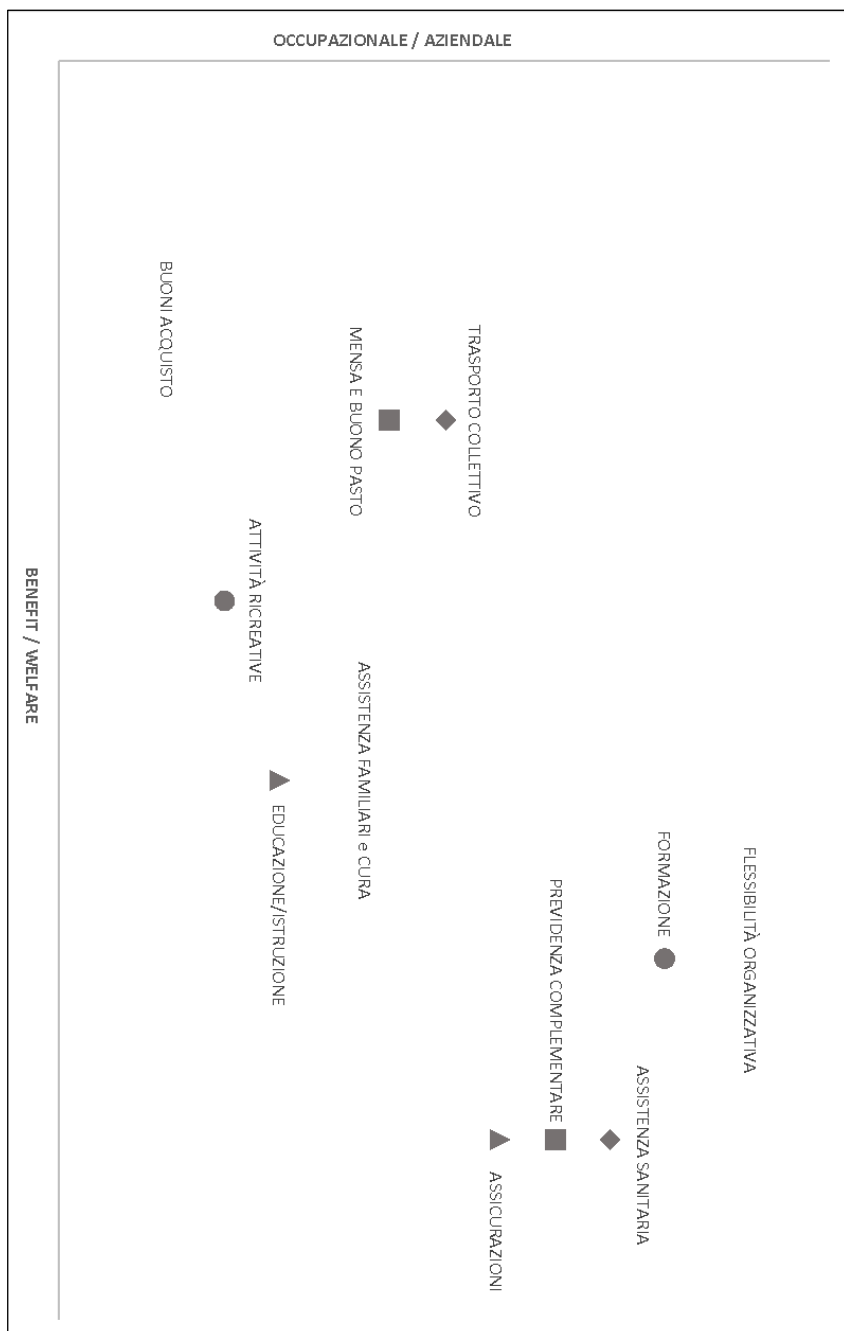 OCCUPAZIONALE / AZIENDALE
FLESSIBILITÀ ORGANIZZATIVA
FORMAZIONE
ASSISTENZA SANITARIA
PREVIDENZA COMPLEMENTARE
ASSICURAZIONI
TRASPORTO COLLETTIVO
MENSA E BUONO PASTO
ASSISTENZA FAMILIARI e CURA
EDUCAZIONE/ISTRUZIONE
ATTIVITÀ RICREATIVE
BUONI ACQUISTO
BENEFIT / WELFARE